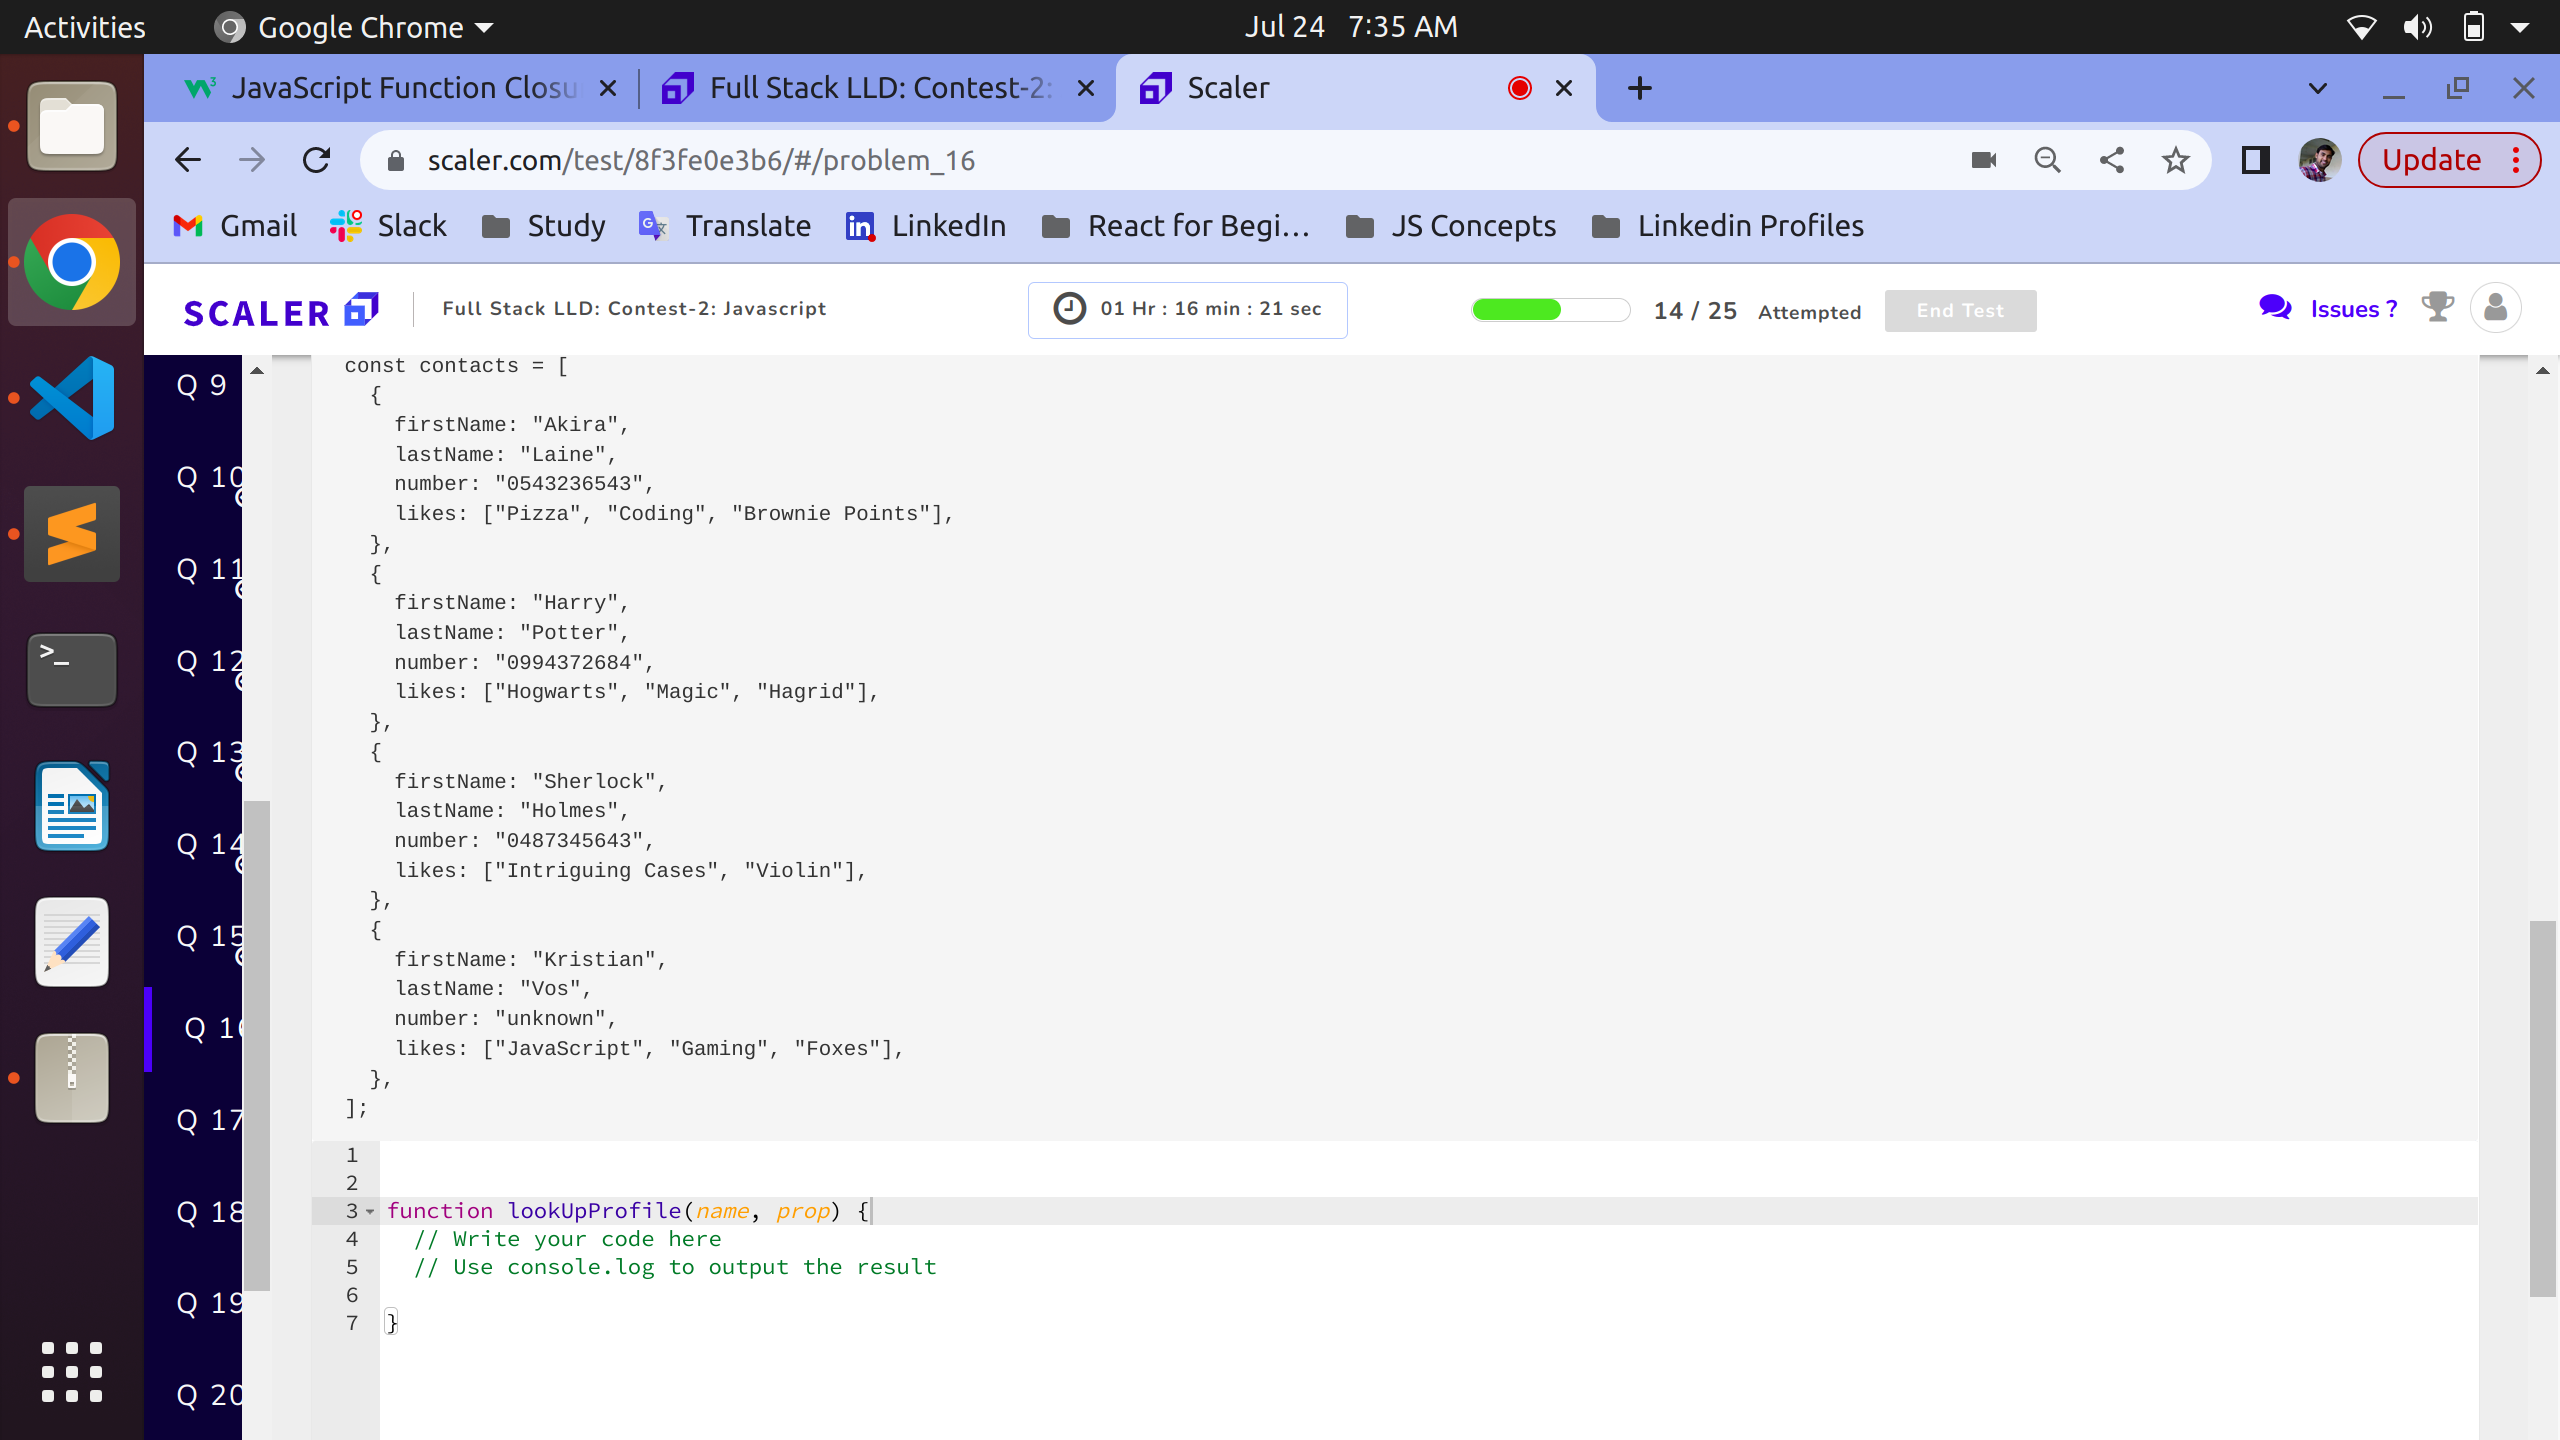 Activities
Google Chrome
Jul 24 7:35 AM
JavaScript Function Closu
Full Stack LLD: Contest-2:
Scaler
scaler.com/test/8f3fe0e3b6/#/problem_16
Update
Gmail
Slack
Study
Translate
LinkedIn
React for Begi...
JS Concepts
Linkedin Profiles
SCALER
Full Stack LLD: Contest-2: Javascript
01 Hr : 16 min : 21 sec
14 / 25 Attempted
End Test
Issues ?
Q 9
Q 10
Q 11
Q 12
Q 13
Q 14
Q 15
Q 16
Q 17
Q 18
Q 19
Q 20
const contacts = [
{
firstName: "Akira",
lastName: "Laine",
number: "0543236543",
likes: ["Pizza", "Coding", "Brownie Points"],
},
{
firstName: "Harry",
lastName: "Potter",
number: "0994372684",
likes: ["Hogwarts", "Magic", "Hagrid"],
},
{
firstName: "Sherlock",
lastName: "Holmes",
number: "0487345643",
likes: ["Intriguing Cases", "Violin"],
},
{
firstName: "Kristian",
lastName: "Vos",
number: "unknown",
likes: ["JavaScript", "Gaming", "Foxes"],
},
];
1
2
3 function lookUpProfile(name, prop) {
4 // Write your code here
5 // Use console.log to output the result
6
7 }